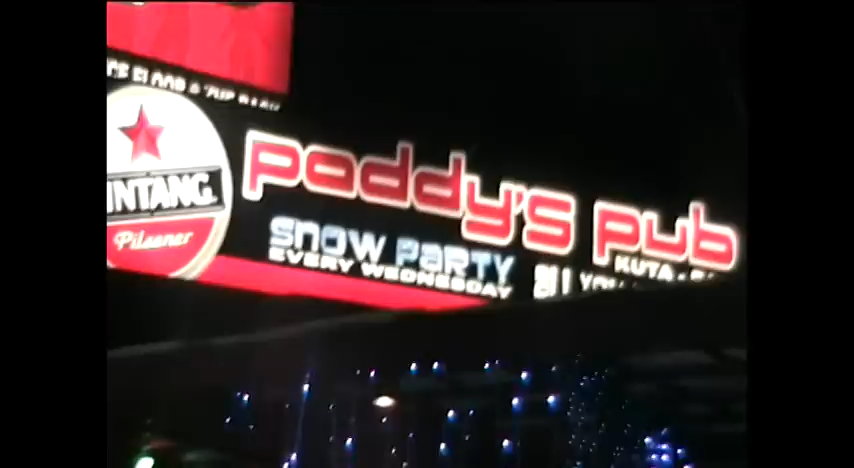 INTANG
Pilsener
paddy's pub
KUTA -
snow party
EVERY WEDNESDAY